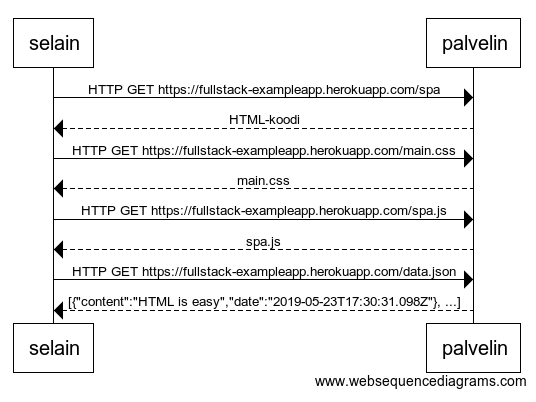 selain
palvelin
HTTP GET https://fullstack-exampleapp.herokuapp.com/spa
HTML-koodi
HTTP GET https://fullstack-exampleapp.herokuapp.com/main.css
main.css
HTTP GET https://fullstack-exampleapp.herokuapp.com/spa.js
spa.js
HTTP GET https://fullstack-exampleapp.herokuapp.com/data.json
[{"content":"HTML is easy","date":"2019-05-23T17:30:31.098Z"}, ...]
selain
palvelin
www.websequencediagrams.com